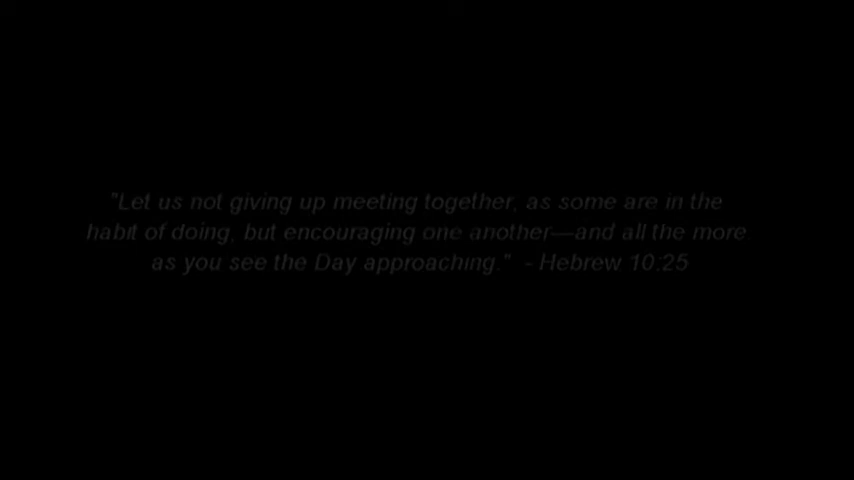 "Let us not giving up meeting together, as some are in the
habit of doing, but encouraging one another—and all the more
as you see the Day approaching."  - Hebrew 10:25